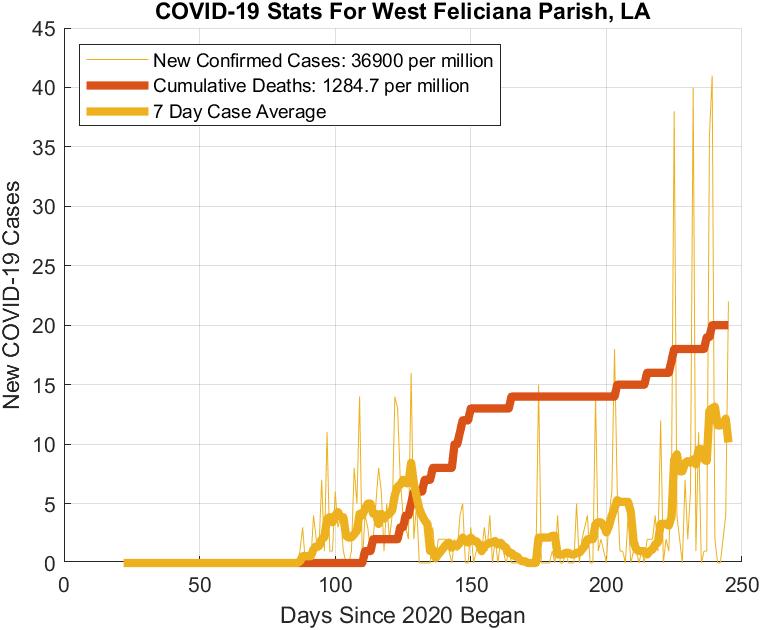 COVID-19 Stats For West Feliciana Parish, LA
New Confirmed Cases: 36900 per million
Cumulative Deaths: 1284.7 per million
7 Day Case Average
New COVID-19 Cases
45
40
35
30
25
20
15
10
5
0
0 50 100 150 200 250
Days Since 2020 Began